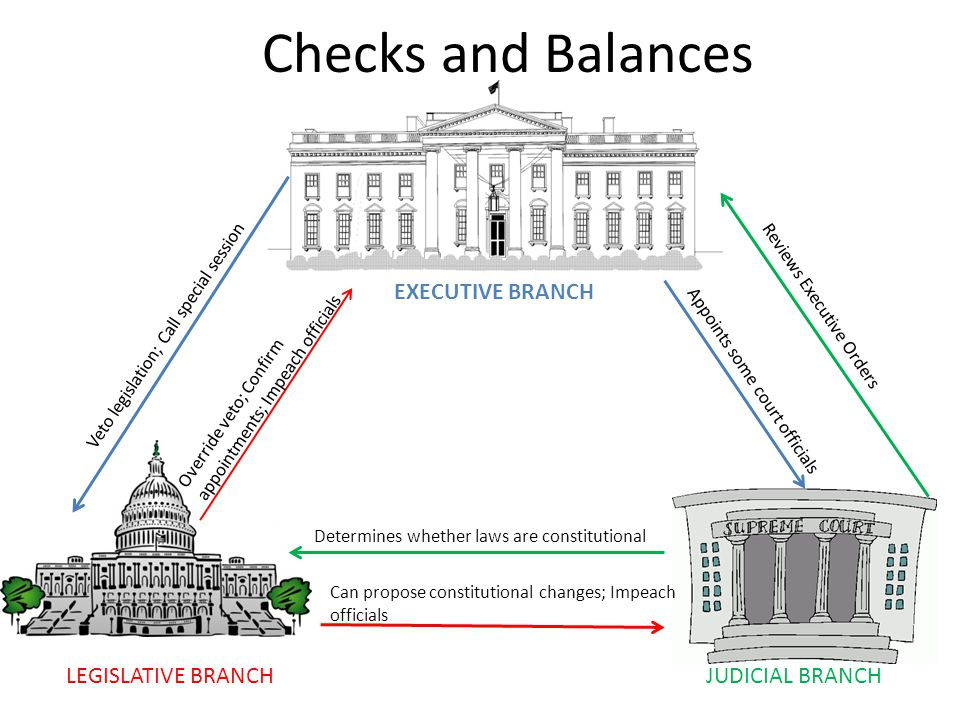 Checks and Balances
EXECUTIVE BRANCH
Veto legislation; Call special session
Override veto; Confirm
appointments; Impeach officials
Appoints some court officials
Reviews Executive Orders
Determines whether laws are constitutional
Can propose constitutional changes; Impeach
officials
SUPREME COURT
LEGISLATIVE BRANCH
JUDICIAL BRANCH